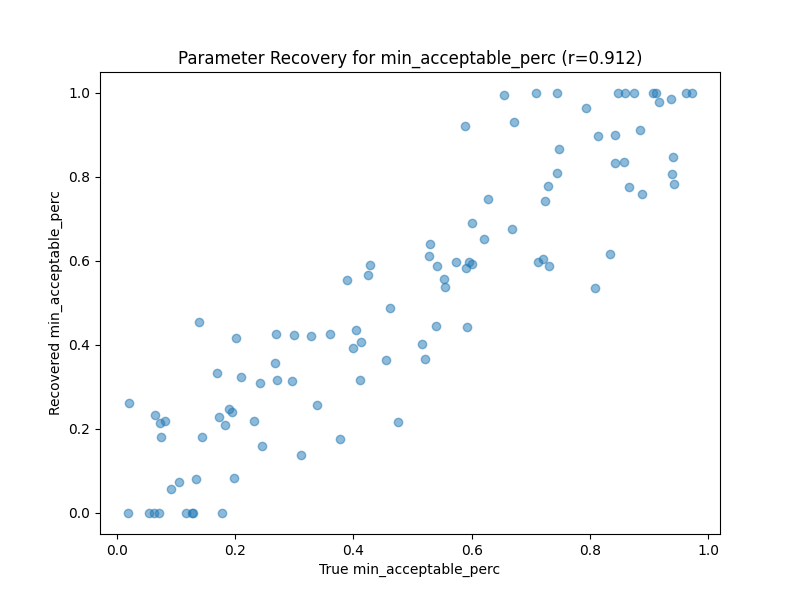 Parameter Recovery for min_acceptable_perc (r=0.912)
Recovered min_acceptable_perc
1.0
0.8
0.6
0.4
0.2
0.0
0.0 0.2 0.4 0.6 0.8 1.0
True min_acceptable_perc